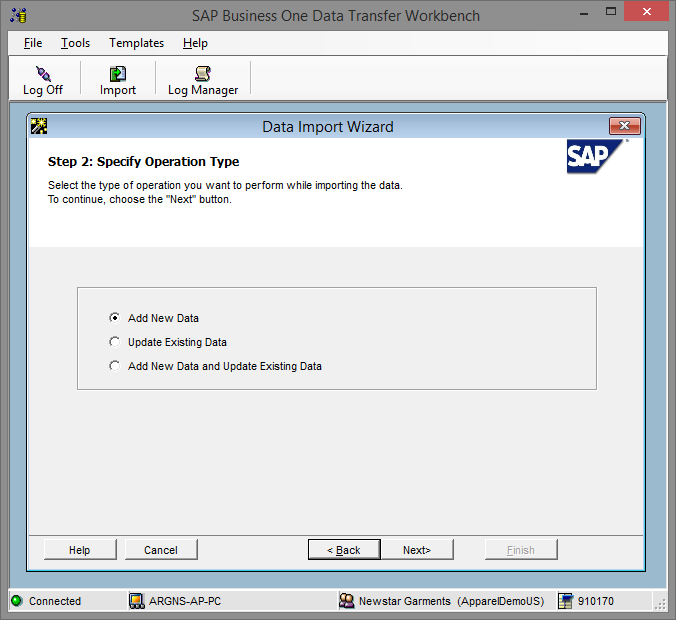 SAP Business One Data Transfer Workbench
File Tools Templates Help
Log Off Import Log Manager
Data Import Wizard
SAP
Step 2: Specify Operation Type
Select the type of operation you want to perform while importing the data.
To continue, choose the "Next" button.
Add New Data
Update Existing Data
Add New Data and Update Existing Data
Help Cancel < Back Next> Finish
Connected ARGNS-AP-PC Newstar Garments (ApparelDemoUS) 910170